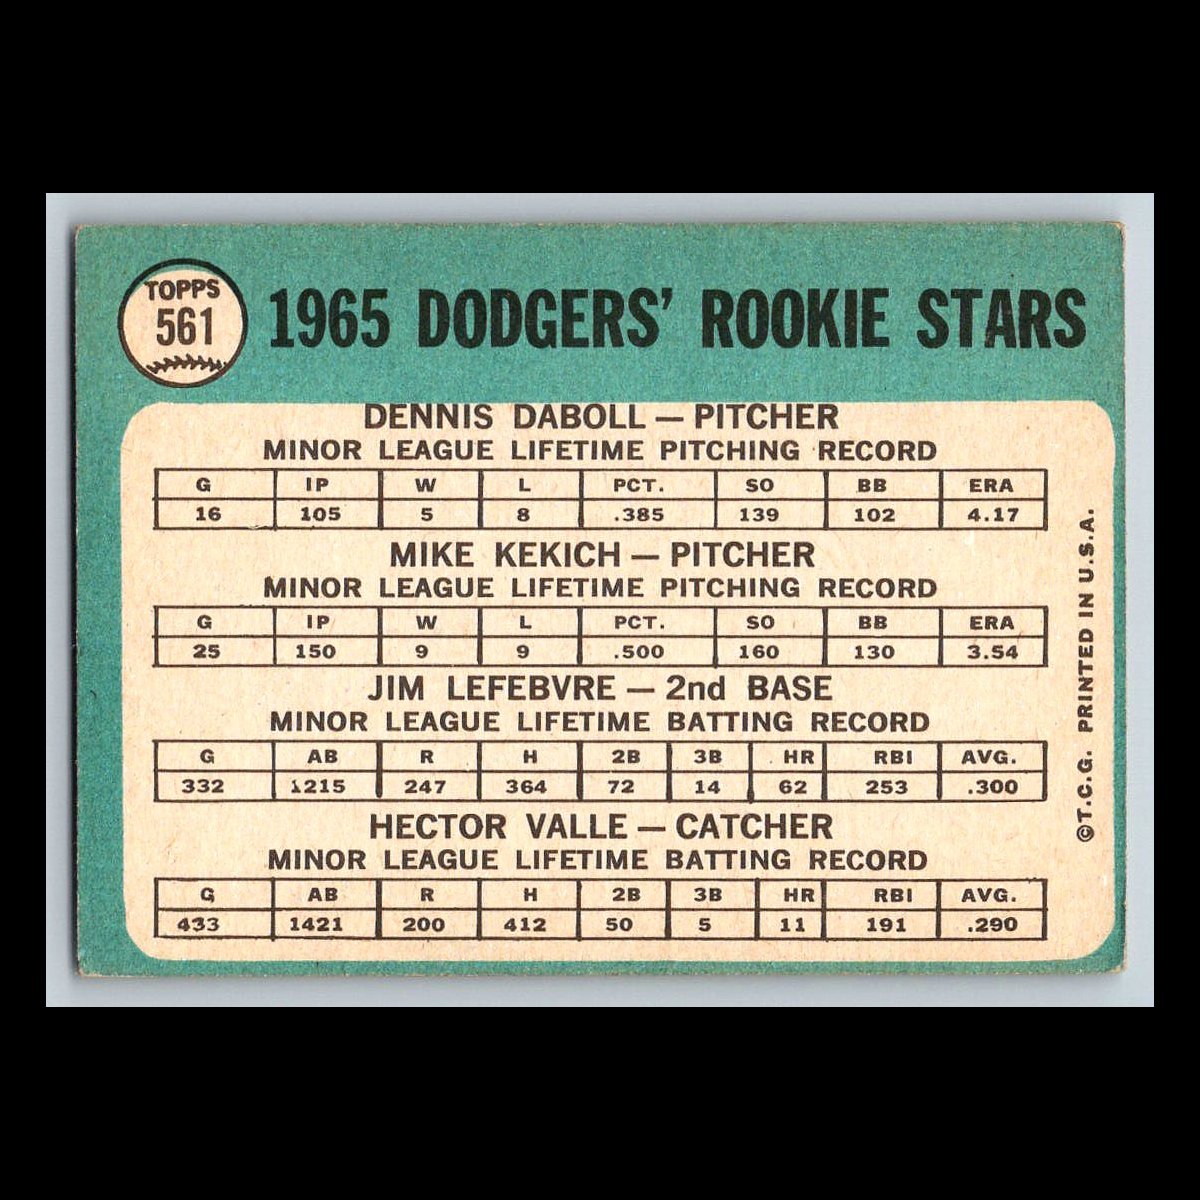 TOPPS
561
1965 DODGERS' ROOKIE STARS
DENNIS DABOLL — PITCHER
MINOR LEAGUE LIFETIME PITCHING RECORD
G IP W L PCT. SO BB ERA
16 105 5 8 .385 139 102 4.17
MIKE KEKICH — PITCHER
MINOR LEAGUE LIFETIME PITCHING RECORD
G IP W L PCT. SO BB ERA
25 150 9 9 .500 160 130 3.54
JIM LEFEBVRE — 2nd BASE
MINOR LEAGUE LIFETIME BATTING RECORD
G AB R H 2B 3B HR RBI AVG.
332 1215 247 364 72 14 62 253 .300
HECTOR VALLE — CATCHER
MINOR LEAGUE LIFETIME BATTING RECORD
G AB R H 2B 3B HR RBI AVG.
433 1421 200 412 50 5 11 191 .290
©T.C.G. PRINTED IN U.S.A.